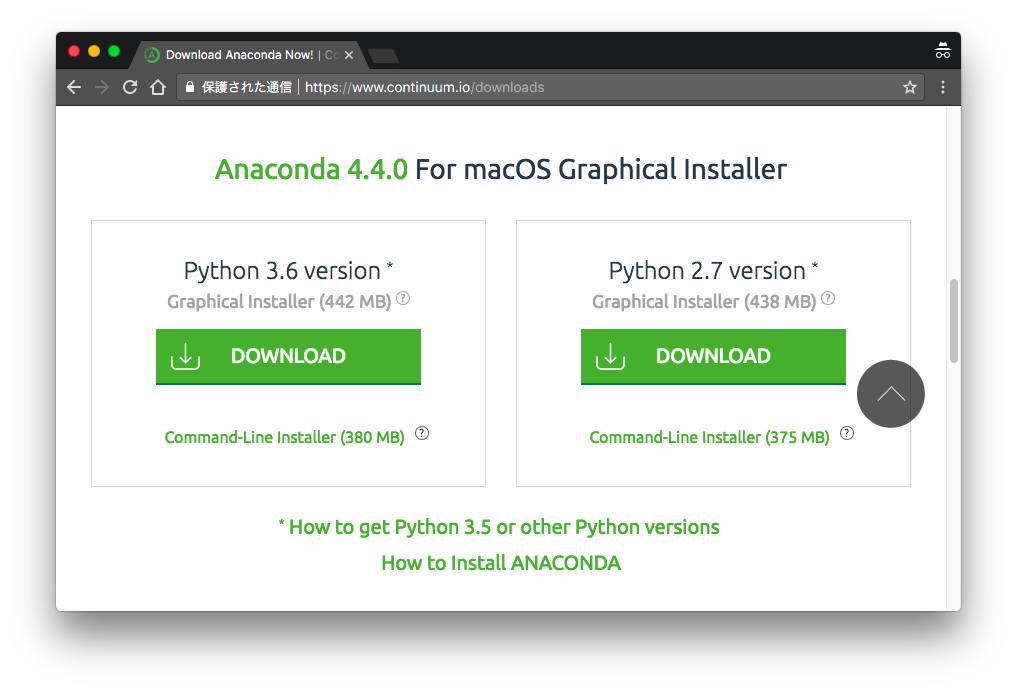 Download Anaconda Now! | Co
保護された通信 | https://www.continuum.io/downloads
Anaconda 4.4.0 For macOS Graphical Installer
Python 3.6 version *
Graphical Installer (442 MB) ?
DOWNLOAD
Command-Line Installer (380 MB) ?
Python 2.7 version *
Graphical Installer (438 MB) ?
DOWNLOAD
Command-Line Installer (375 MB) ?
* How to get Python 3.5 or other Python versions
How to Install ANACONDA